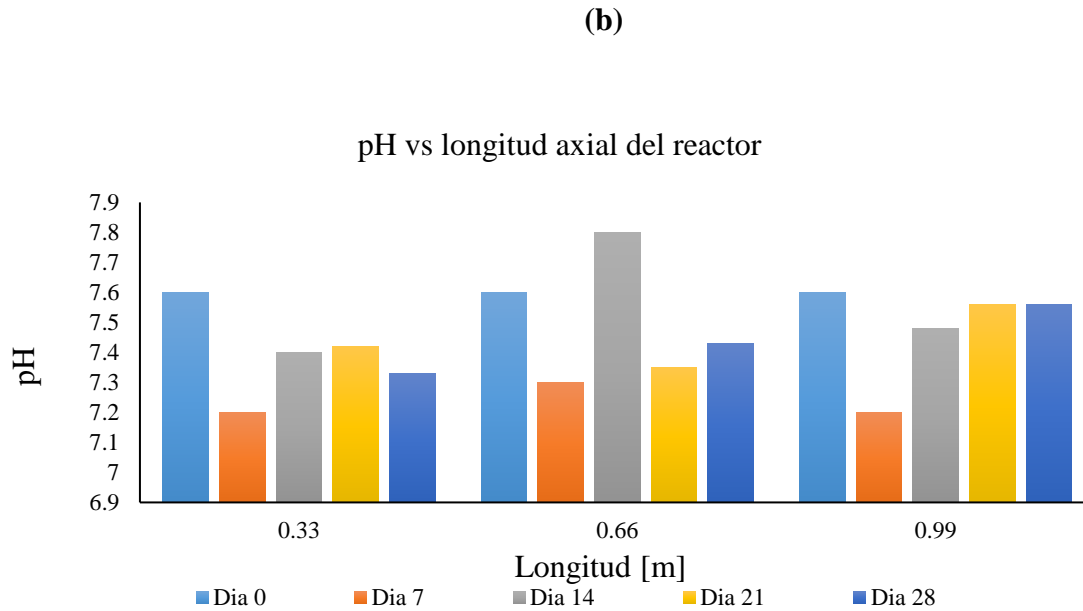 (b)
pH vs longitud axial del reactor
pH
7.9
7.8
7.7
7.6
7.5
7.4
7.3
7.2
7.1
7
6.9
0.33 0.66 0.99
Longitud [m]
Dia 0 Dia 7 Dia 14 Dia 21 Dia 28